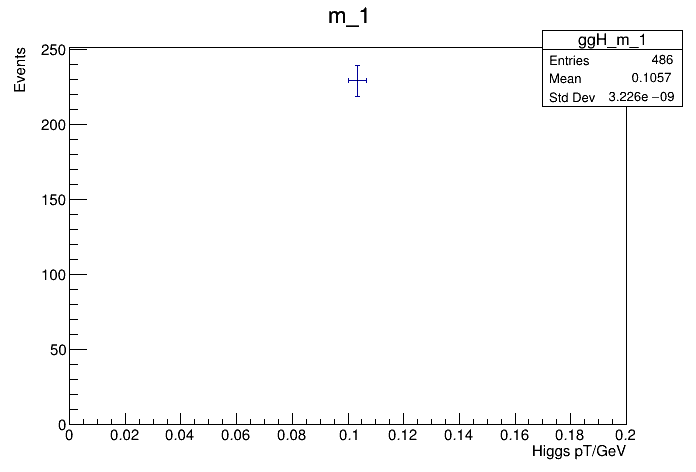 m_1
ggH_m_1
Entries 486
Mean 0.1057
Std Dev 3.226e −09
Events
250
200
150
100
50
0
0 0.02 0.04 0.06 0.08 0.1 0.12 0.14 0.16 0.18 0.2
Higgs pT/GeV